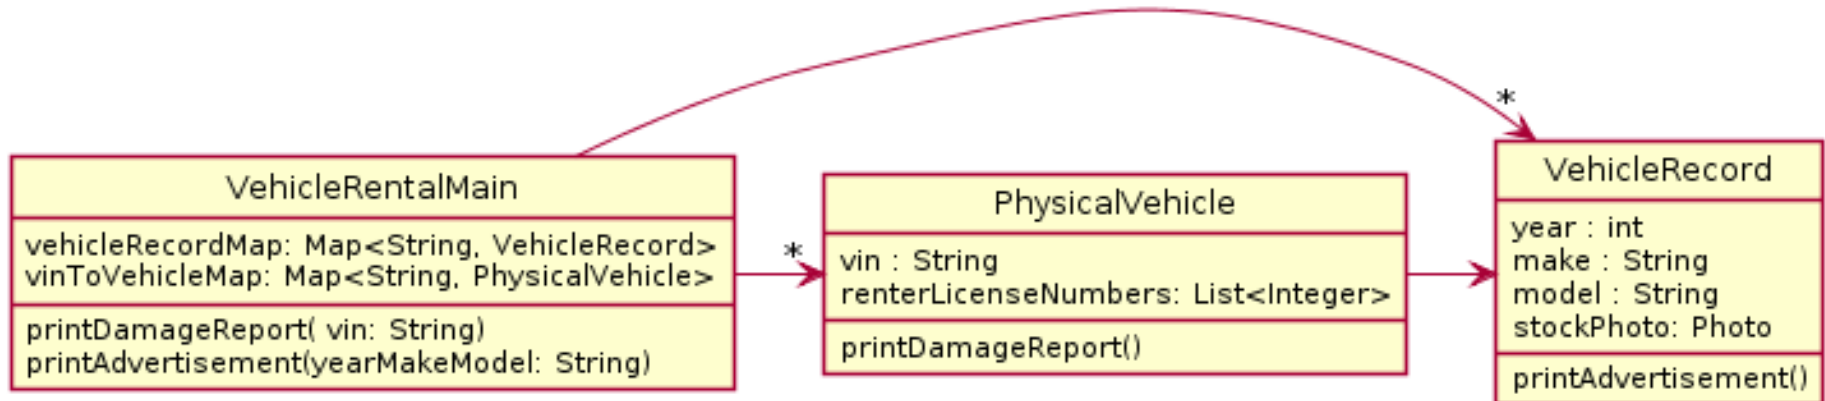 VehicleRentalMain
vehicleRecordMap: Map<String, VehicleRecord>
vinToVehicleMap: Map<String, PhysicalVehicle>
printDamageReport( vin: String)
printAdvertisement(yearMakeModel: String)
*
PhysicalVehicle
vin : String
renterLicenseNumbers: List<Integer>
printDamageReport()
*
VehicleRecord
year : int
make : String
model : String
stockPhoto: Photo
printAdvertisement()